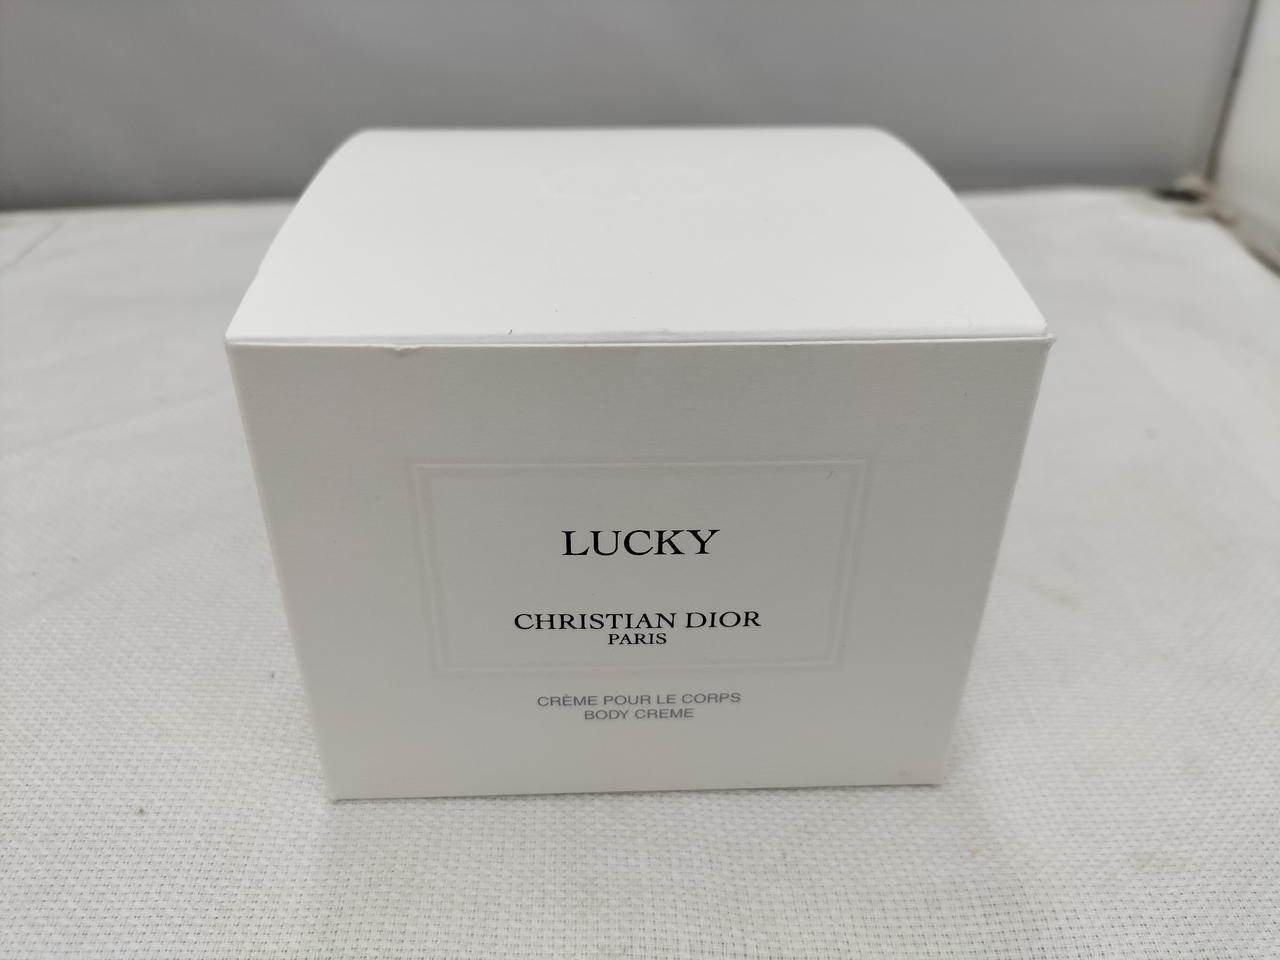 LUCKY
CHRISTIAN DIOR
PARIS
CRÈME POUR LE CORPS
BODY CREME